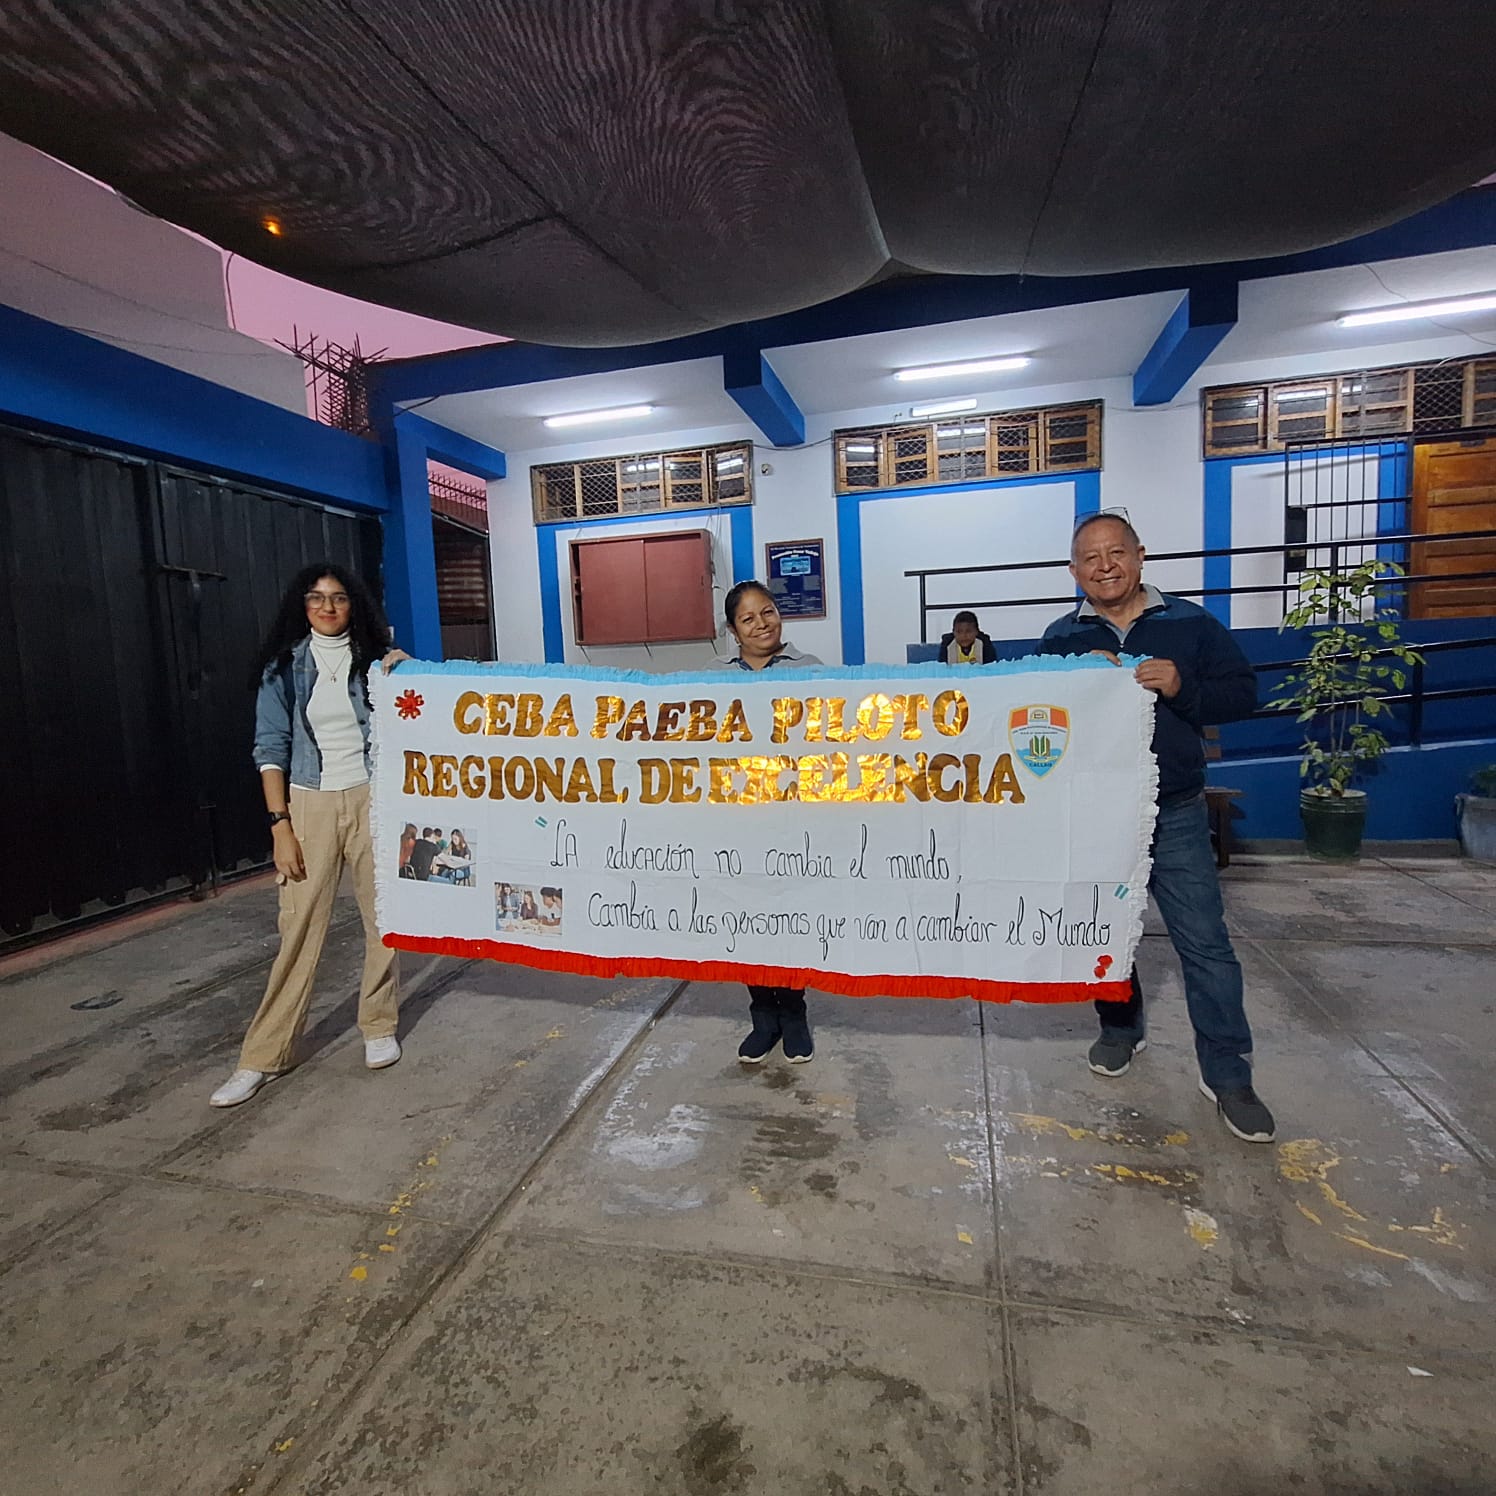 CEBA PAEBA PILOTO
REGIONAL DE EXCELENCIA
CALLAO
"LA educación no cambia el mundo,
Cambia a las personas que van a cambiar el Mundo"